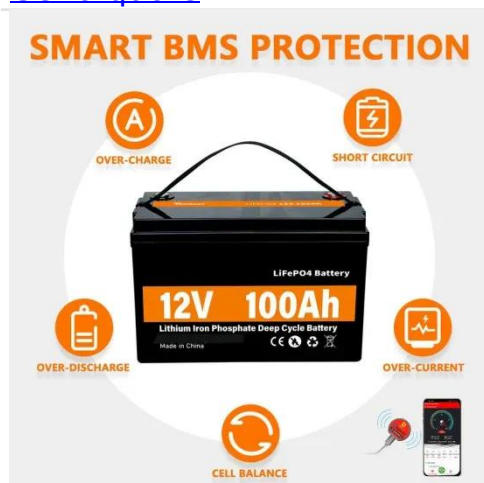 SMART BMS PROTECTION
OVER-CHARGE
SHORT CIRCUIT
LiFePO4 Battery
12V 100Ah
Lithium Iron Phosphate Deep Cycle Battery
Made in China
CE
OVER-DISCHARGE
OVER-CURRENT
CELL BALANCE